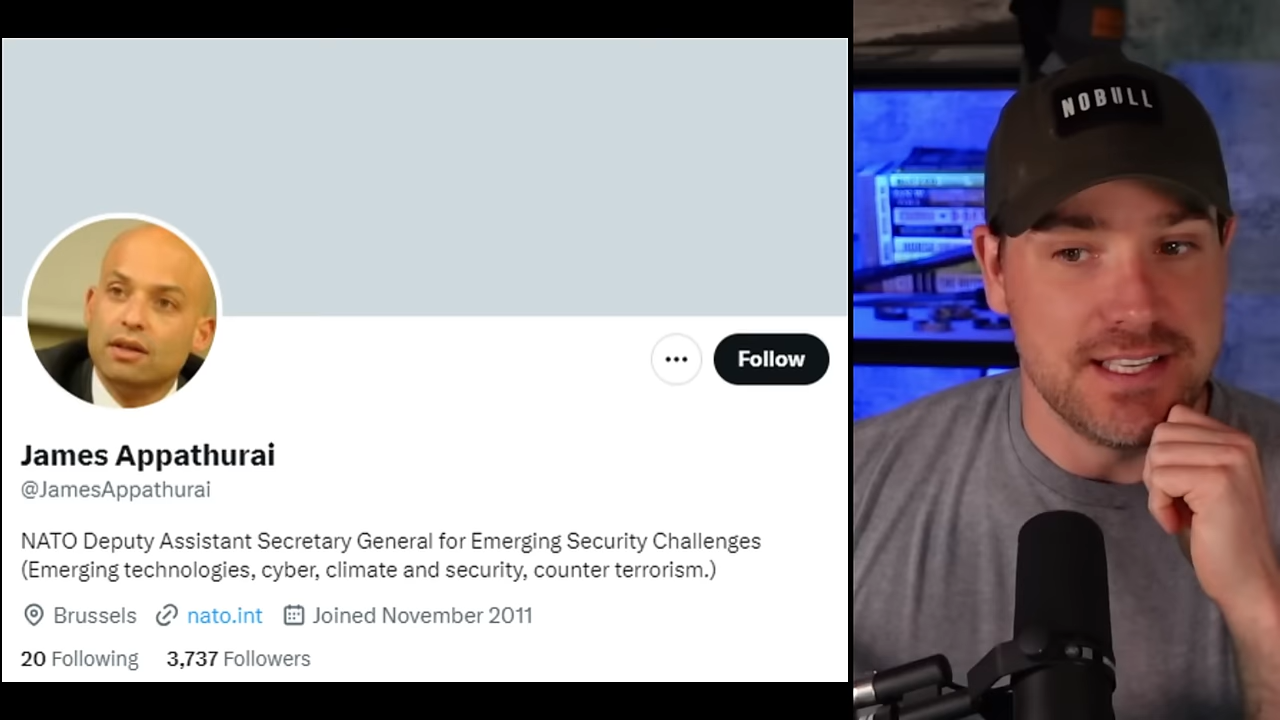 NOBULL
Follow
James Appathurai
@JamesAppathurai
NATO Deputy Assistant Secretary General for Emerging Security Challenges
(Emerging technologies, cyber, climate and security, counter terrorism.)
Brussels nato.int Joined November 2011
20 Following 3,737 Followers